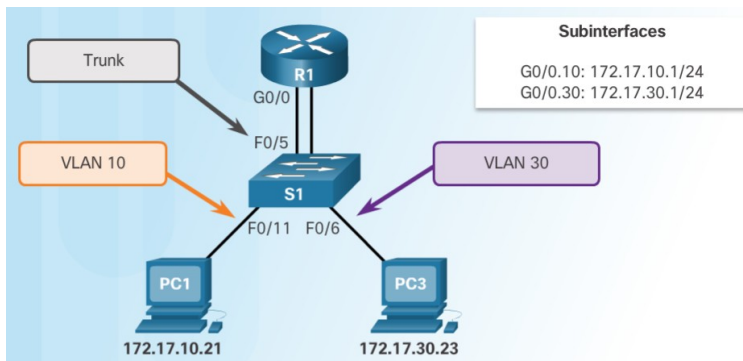 Subinterfaces
G0/0.10: 172.17.10.1/24
G0/0.30: 172.17.30.1/24
Trunk
R1
G0/0
F0/5
VLAN 10
VLAN 30
S1
F0/11 F0/6
PC1
PC3
172.17.10.21
172.17.30.23